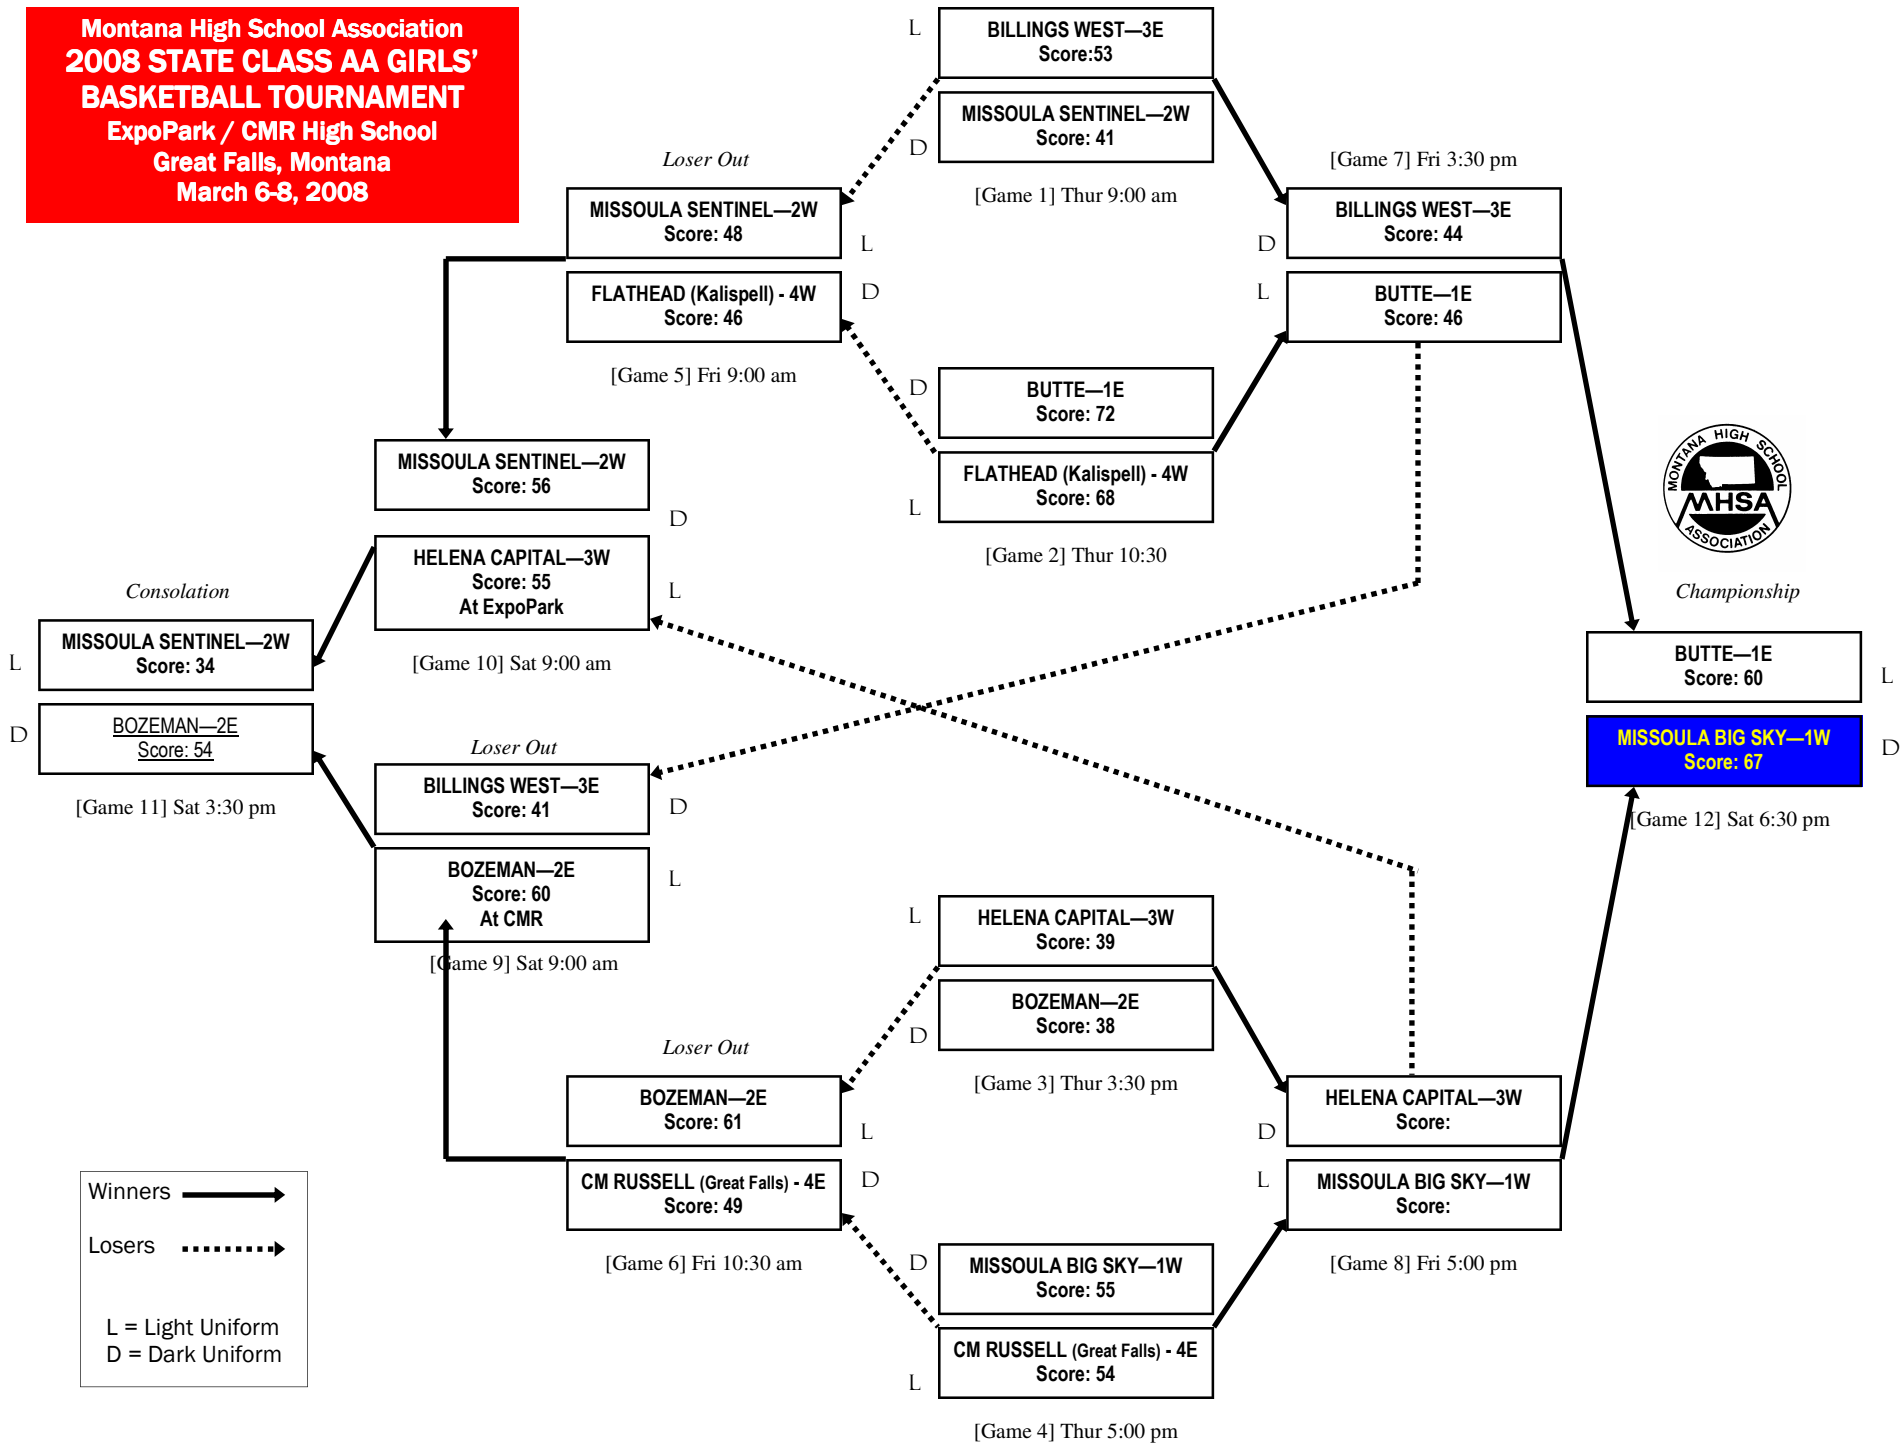 Montana High School Association
2008 STATE CLASS AA GIRLS’
BASKETBALL TOURNAMENT
ExpoPark / CMR High School
Great Falls, Montana
March 6-8, 2008
L
BILLINGS WEST—3E
Score:53
MISSOULA SENTINEL—2W
Score: 41
D
[Game 1] Thur 9:00 am
Loser Out
MISSOULA SENTINEL—2W
Score: 48
L
FLATHEAD (Kalispell) - 4W
Score: 46
D
[Game 5] Fri 9:00 am
[Game 7] Fri 3:30 pm
BILLINGS WEST—3E
Score: 44
D
BUTTE—1E
Score: 46
L
D
BUTTE—1E
Score: 72
FLATHEAD (Kalispell) - 4W
Score: 68
L
[Game 2] Thur 10:30
MISSOULA SENTINEL—2W
Score: 56
D
HELENA CAPITAL—3W
Score: 55
At ExpoPark
L
[Game 10] Sat 9:00 am
MONTANA HIGH SCHOOL
MHSA
ASSOCIATION
Consolation
L
MISSOULA SENTINEL—2W
Score: 34
D
BOZEMAN—2E
Score: 54
[Game 11] Sat 3:30 pm
Championship
BUTTE—1E
Score: 60
L
MISSOULA BIG SKY—1W
Score: 67
D
[Game 12] Sat 6:30 pm
Loser Out
BILLINGS WEST—3E
Score: 41
D
BOZEMAN—2E
Score: 60
At CMR
L
[Game 9] Sat 9:00 am
L
HELENA CAPITAL—3W
Score: 39
BOZEMAN—2E
Score: 38
D
[Game 3] Thur 3:30 pm
Loser Out
BOZEMAN—2E
Score: 61
L
CM RUSSELL (Great Falls) - 4E
Score: 49
D
[Game 6] Fri 10:30 am
HELENA CAPITAL—3W
Score:
D
MISSOULA BIG SKY—1W
Score:
L
[Game 8] Fri 5:00 pm
D
MISSOULA BIG SKY—1W
Score: 55
CM RUSSELL (Great Falls) - 4E
Score: 54
L
[Game 4] Thur 5:00 pm
Winners
Losers
L = Light Uniform
D = Dark Uniform